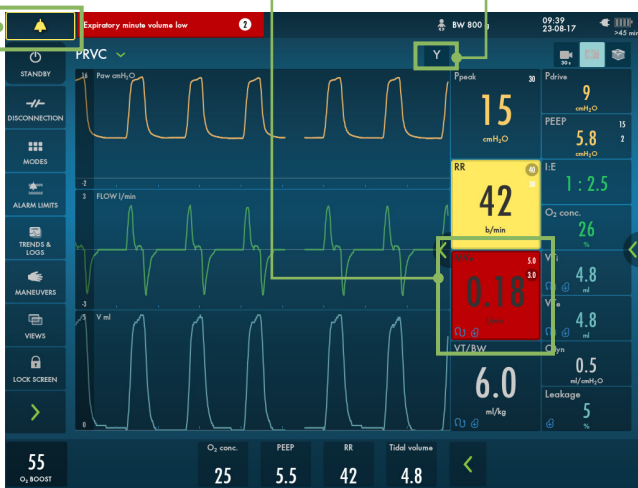 Expiratory minute volume low 2
BW 800 g
09:39
23-08-17
>45 min
STANDBY
PRVC
Y
30s
DISCONNECTION
MODES
ALARM LIMITS
TRENDS &
LOGS
MANEUVERS
VIEWS
LOCK SCREEN
16 Paw cmH₂O
-2
3 FLOW l/min
-3
V ml
0
Ppeak 30
15
cmH₂O
RR 40
42
b/min
5.0
3.0
0.18
VT/BW
6.0
ml/kg
Pdrive
9
cmH₂O
PEEP 15
5.8 2
cmH₂O
I:E
1 : 2.5
O₂ conc.
26
%
4.8
ml
4.8
ml
0.5
ml/cmH₂O
Leakage
5
%
55
O₂ BOOST
O₂ conc.
25
PEEP
5.5
RR
42
Tidal volume
4.8